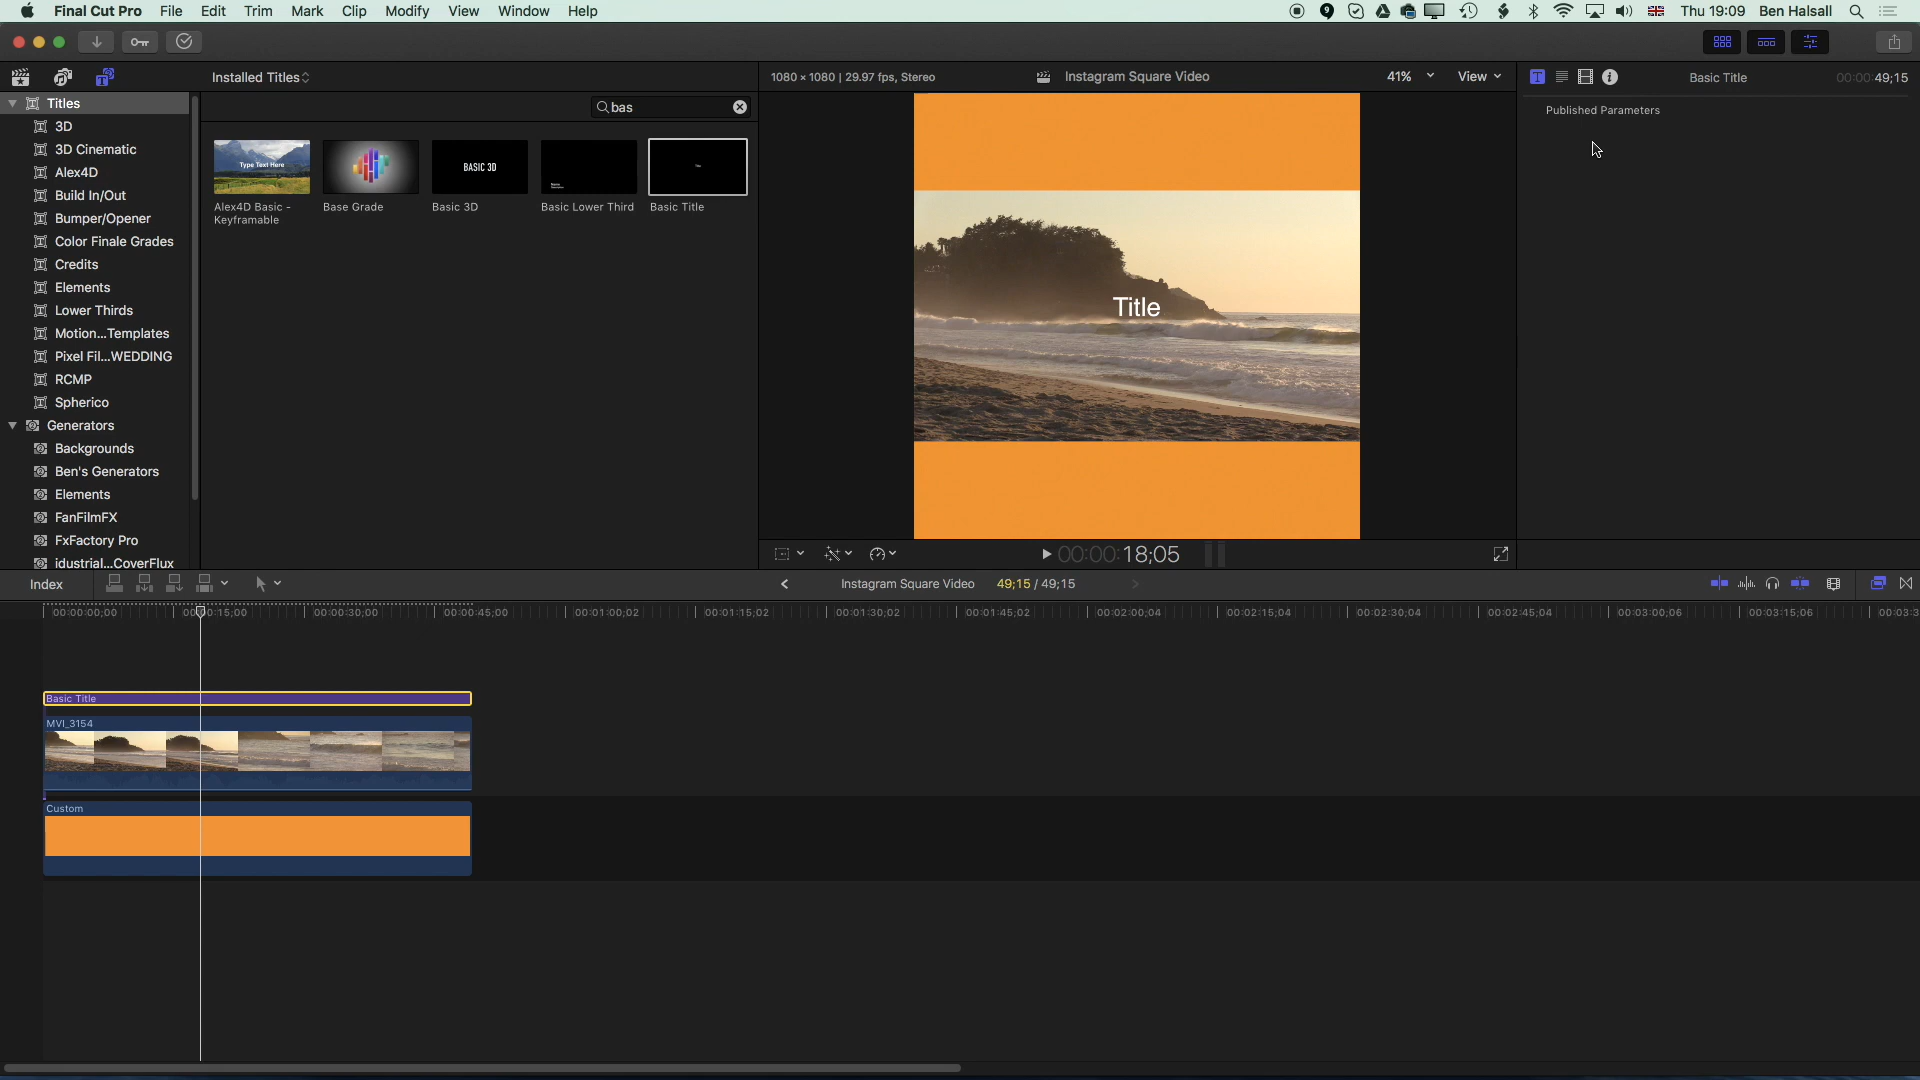 Final Cut Pro File Edit Trim Mark Clip Modify View Window Help Thu 19:09 Ben Halsall
Installed Titles
1080 × 1080 | 29.97 fps, Stereo
Instagram Square Video
41%
View
Basic Title
00:00:49;15
Titles
3D
3D Cinematic
Alex4D
Build In/Out
Bumper/Opener
Color Finale Grades
Credits
Elements
Lower Thirds
Motion...Templates
Pixel Fil...WEDDING
RCMP
Spherico
Generators
Backgrounds
Ben's Generators
Elements
FanFilmFX
FxFactory Pro
idustrial...CoverFlux
bas
Type Text Here
BASIC 3D
Name
Title
Alex4D Basic -
Keyframable
Base Grade
Basic 3D
Basic Lower Third
Basic Title
Title
Published Parameters
00:00:18;05
Index
Instagram Square Video
49;15 / 49;15
00:00:00;00
00:00:15;00
00:00:30;00
00:00:45;00
00:01:00;02
00:01:15;02
00:01:30;02
00:01:45;02
00:02:00;04
00:02:15;04
00:02:30;04
00:02:45;04
00:03:00;06
00:03:15;06
00:03:3
Basic Title
MVI_3154
Custom